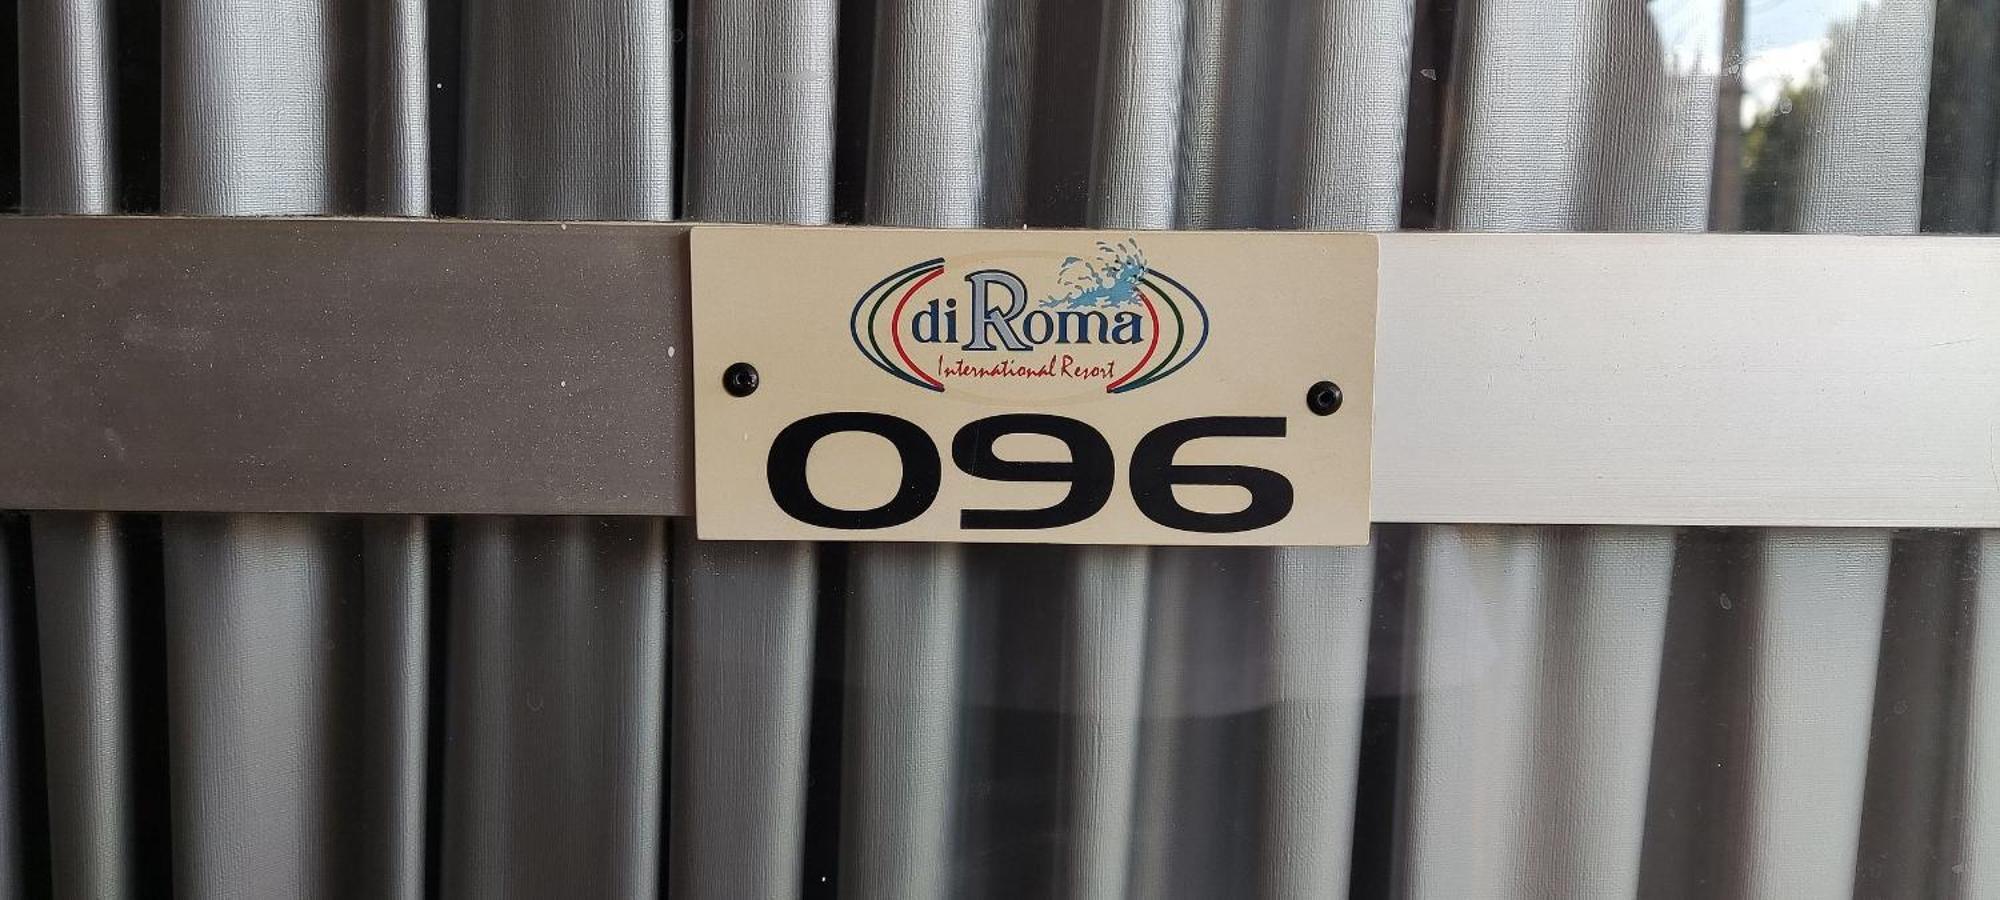 diRoma
International Resort
096